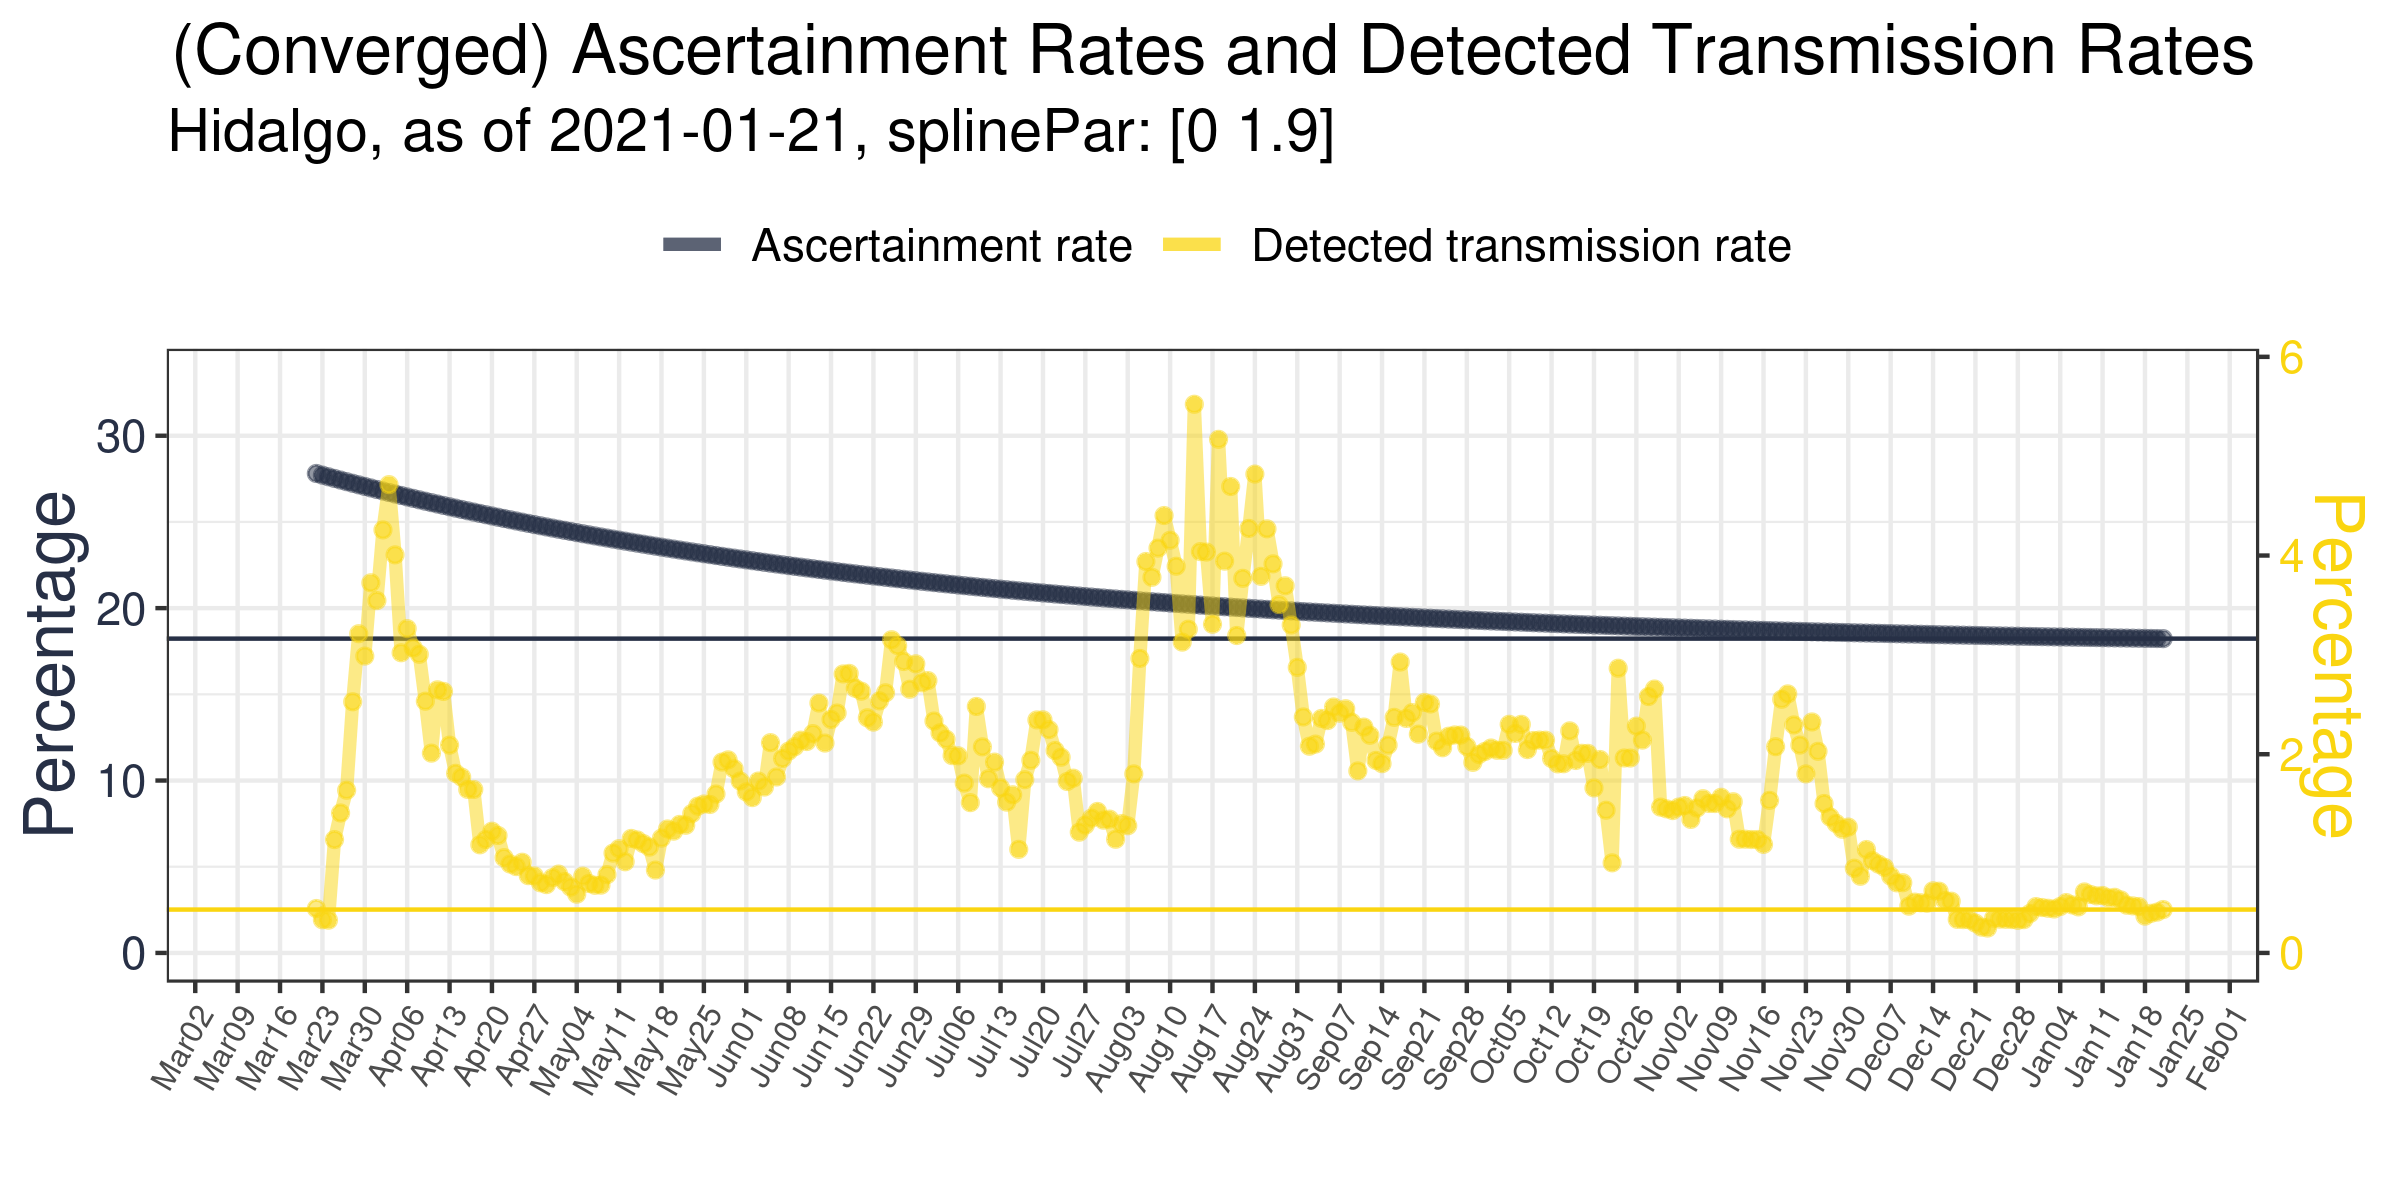 (Converged) Ascertainment Rates and Detected Transmission Rates
Hidalgo, as of 2021-01-21, splinePar: [0 1.9]
Ascertainment rate
Detected transmission rate
Percentage
30
20
10
0
6
4
2
0
Percentage
Mar02
Mar09
Mar16
Mar23
Mar30
Apr06
Apr13
Apr20
Apr27
May04
May11
May18
May25
Jun01
Jun08
Jun15
Jun22
Jun29
Jul06
Jul13
Jul20
Jul27
Aug03
Aug10
Aug17
Aug24
Aug31
Sep07
Sep14
Sep21
Sep28
Oct05
Oct12
Oct19
Oct26
Nov02
Nov09
Nov16
Nov23
Nov30
Dec07
Dec14
Dec21
Dec28
Jan04
Jan11
Jan18
Jan25
Feb01